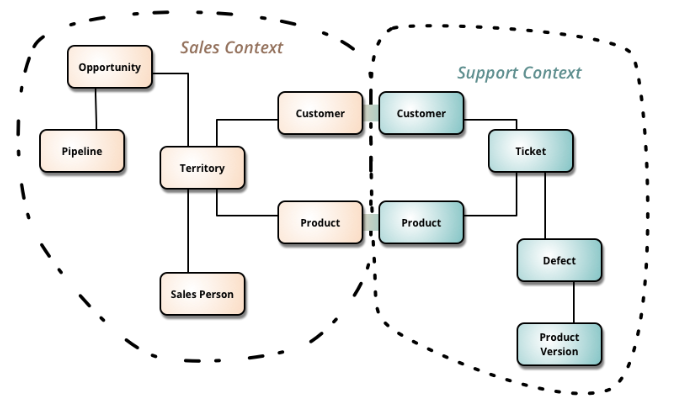 Sales Context
Support Context
Opportunity
Customer
Customer
Pipeline
Territory
Ticket
Product
Product
Defect
Sales Person
Product
Version